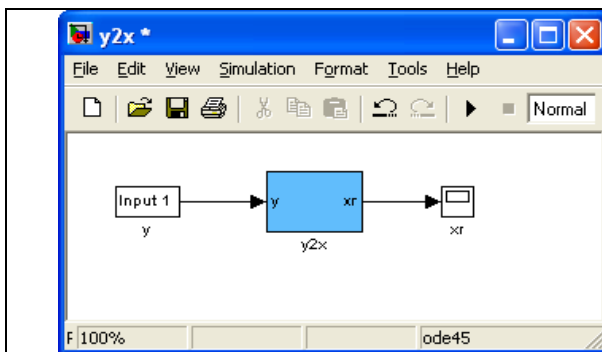 y2x *
File Edit View Simulation Format Tools Help
Normal
Input 1 y xr
y y2x xr
F 100% ode45